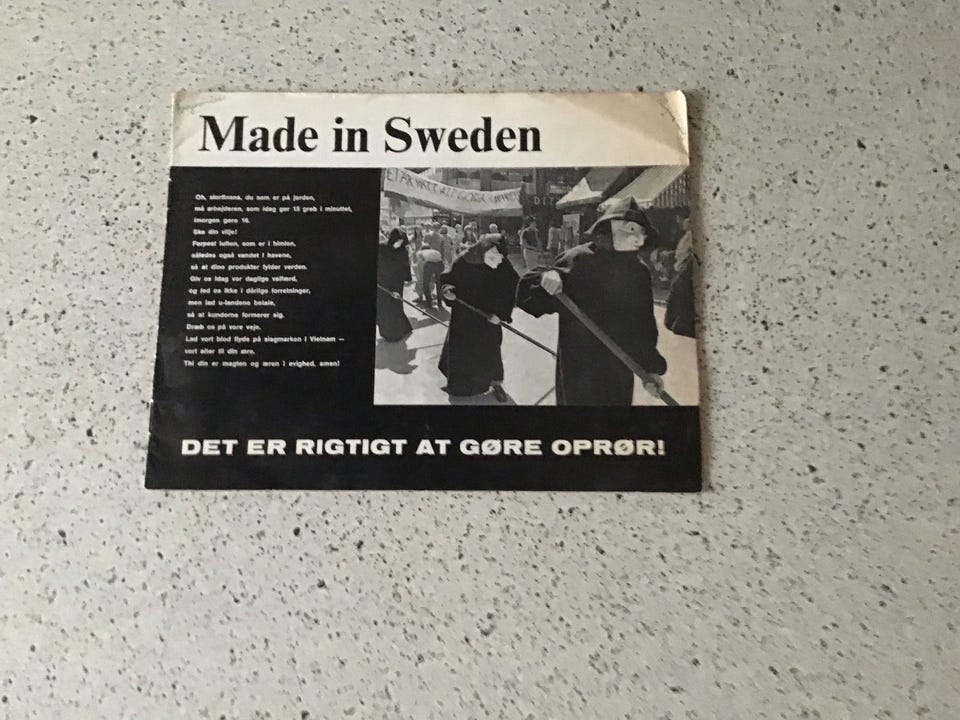 Made in Sweden
Oh, storfinans, du som er på jorden,
må arbejderen, som idag gør 15 greb i minuttet,
imorgen gøre 16.
Ske din vilje!
Forpest luften, som er i himlen,
således også vandet i havene,
så at dine produkter fylder verden.
Giv os idag vor daglige velfærd,
og led os ikke i dårlige forretninger,
men lad u-landene betale,
så at kunderne formerer sig.
Dræb os på vore veje.
Lad vort blod flyde på slagmarken i Vietnam —
vort eller til din ære.
Thi din er magten og æren i evighed, amen!
DET ER RIGTIGT AT GØRE OPRØR!